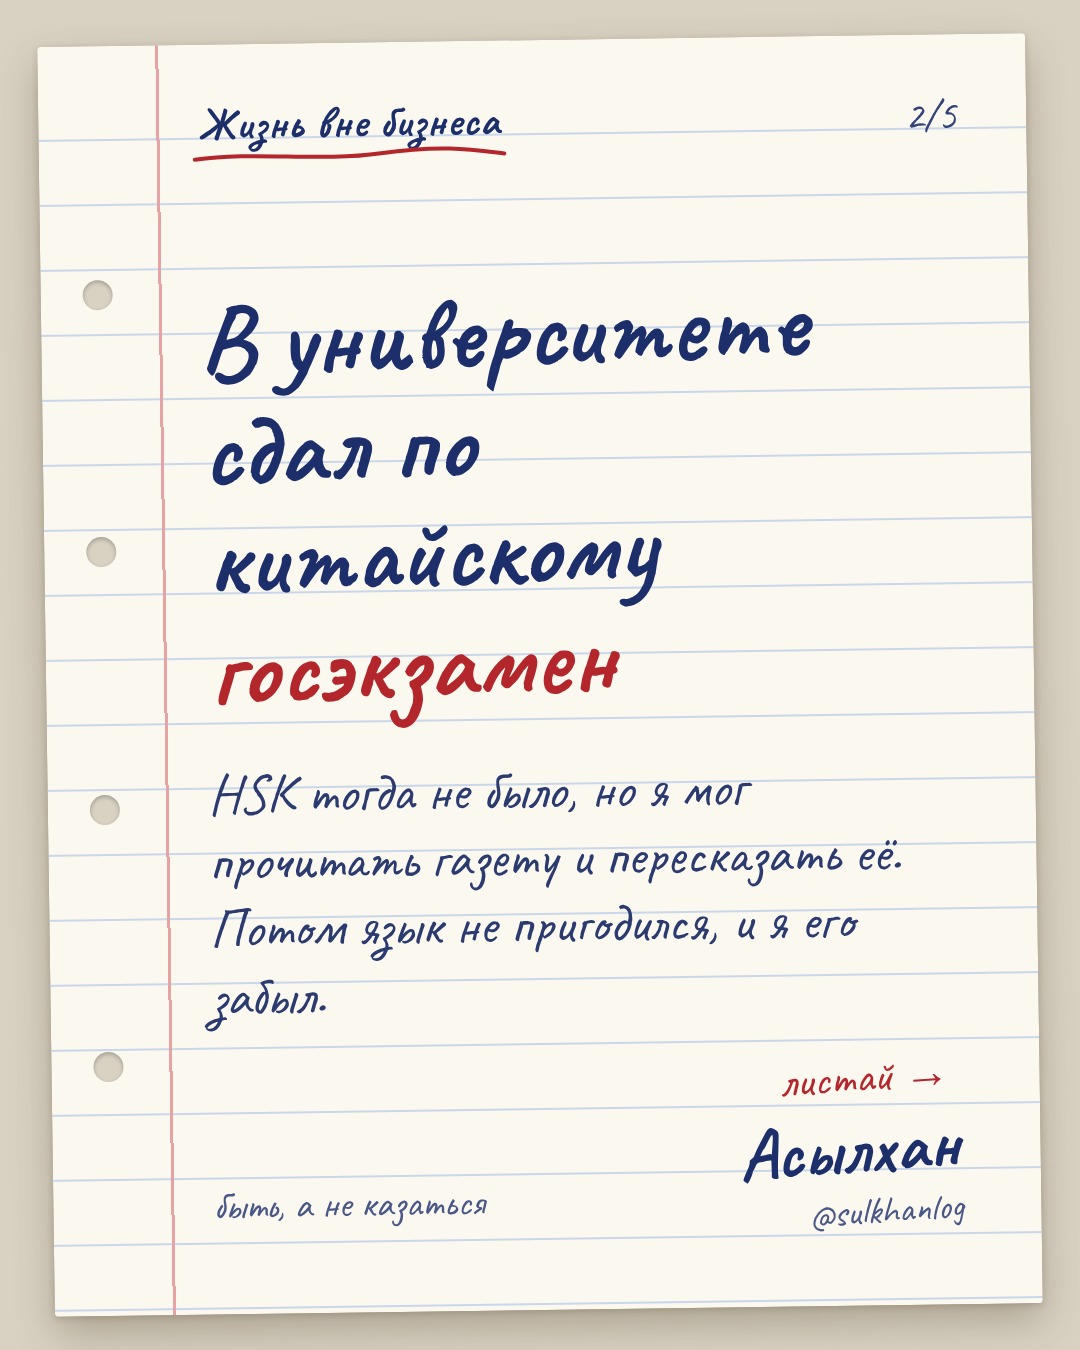 Жизнь вне бизнеса
2/5
В университете
сдал по
китайскому
госэкзамен
HSK тогда не было, но я мог
прочитать газету и пересказать её.
Потом язык не пригодился, и я его
забыл.
листай →
Асылхан
быть, а не казаться
@sulkhanlog